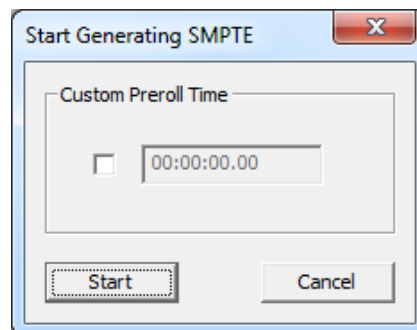 Start Generating SMPTE
Custom Preroll Time
00:00:00.00
Start Cancel